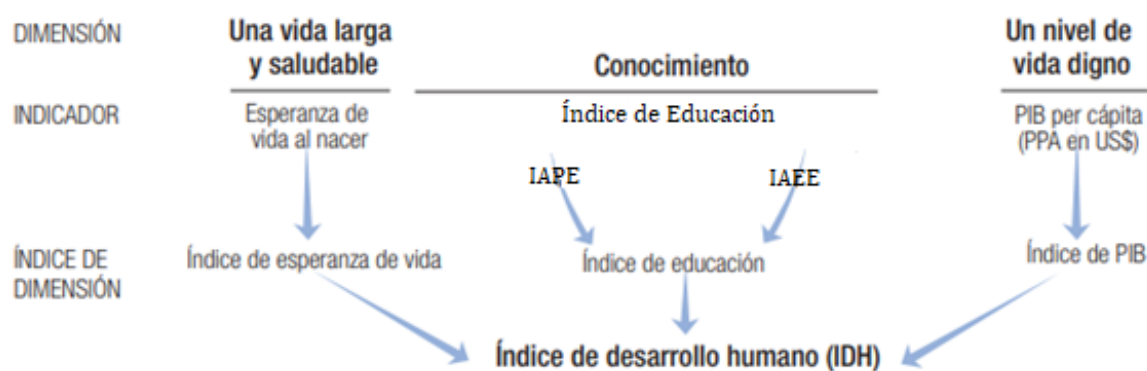 DIMENSIÓN
Una vida larga
y saludable
Conocimiento
Un nivel de
vida digno
INDICADOR
Esperanza de
vida al nacer
Índice de Educación
PIB per cápita
(PPA en US$)
IAPE
IAEE
ÍNDICE DE
DIMENSIÓN
Índice de esperanza de vida
Índice de educación
Índice de PIB
Índice de desarrollo humano (IDH)